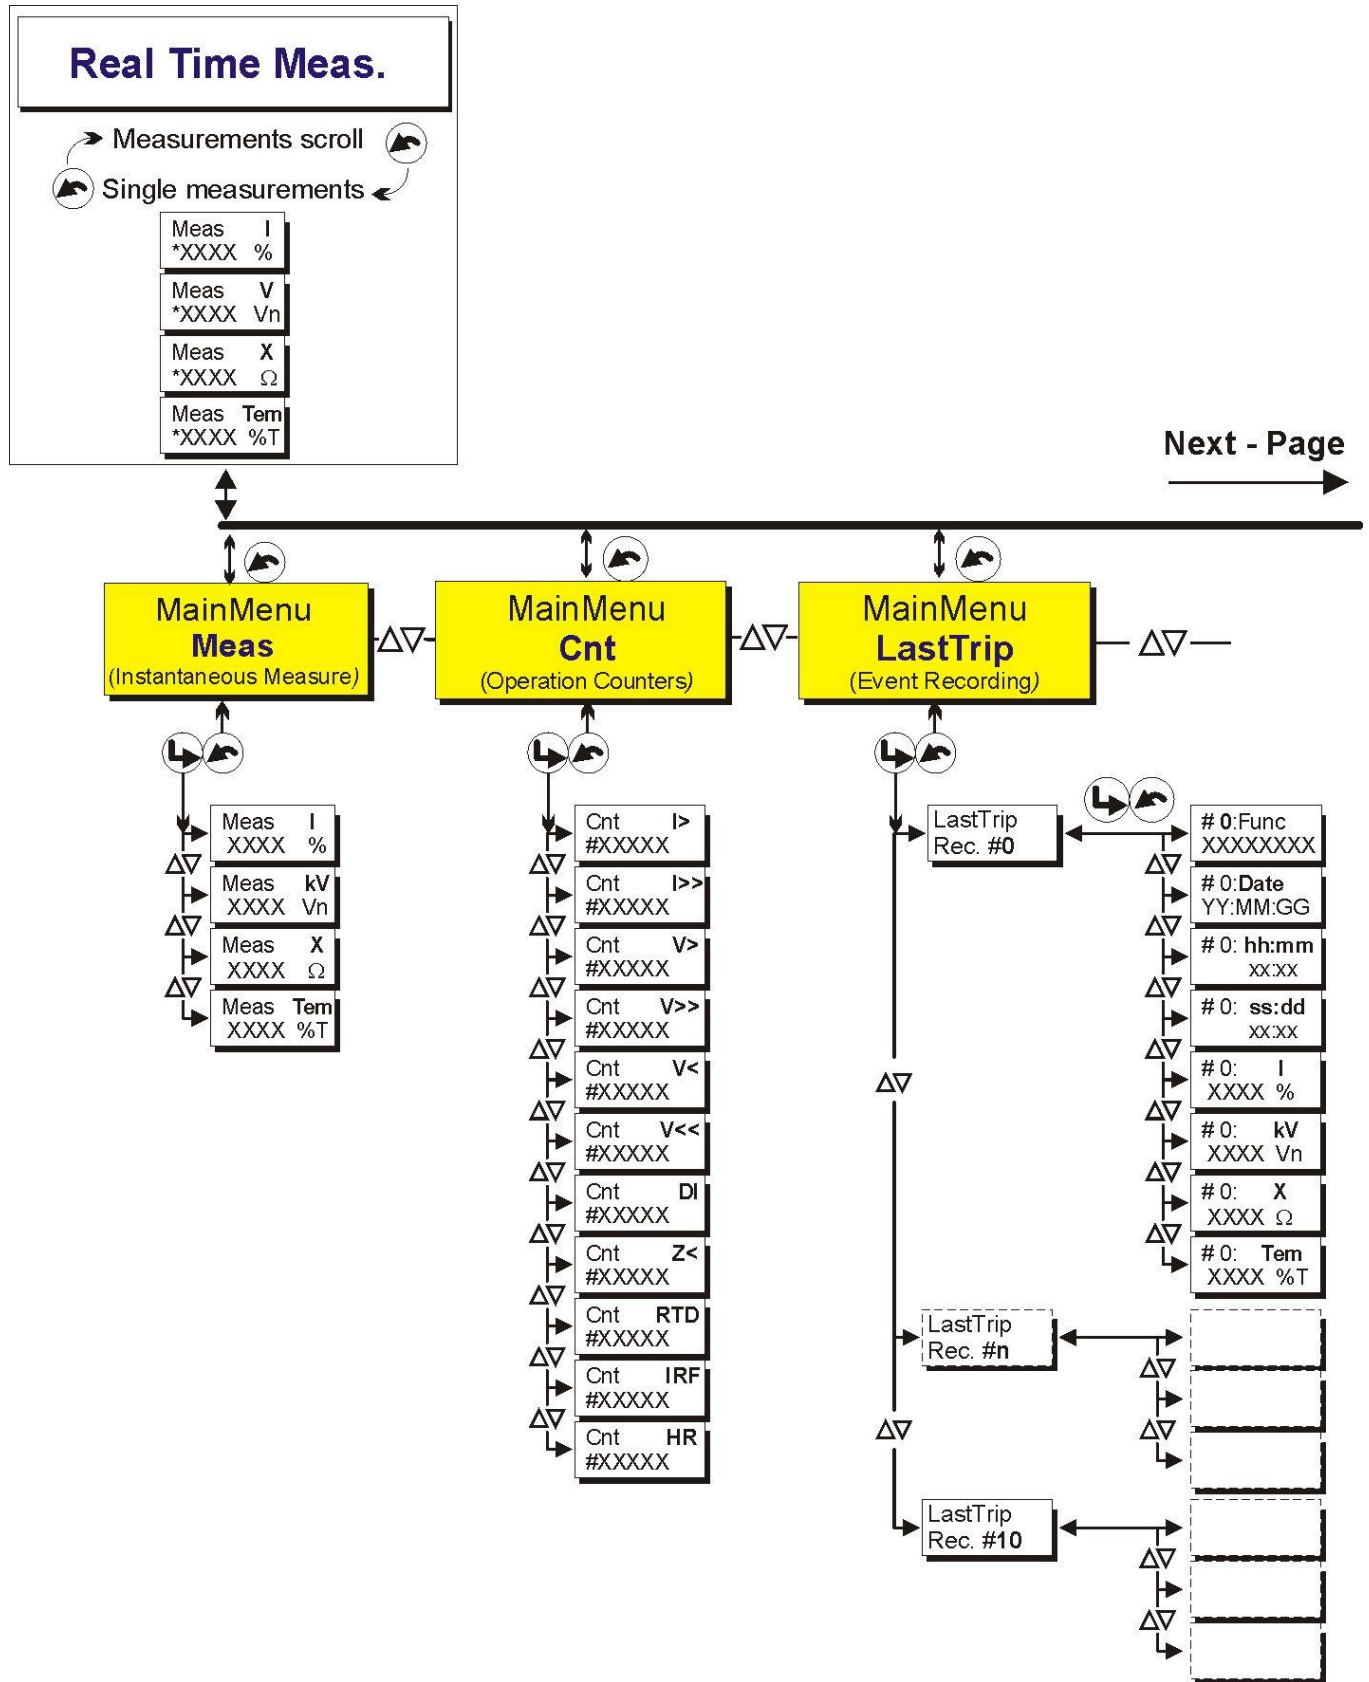 Real Time Meas.
Measurements scroll
Single measurements
Meas I
*XXXX %
Meas V
*XXXX Vn
Meas X
*XXXX Ω
Meas Tem
*XXXX %T
Next - Page
MainMenu
Meas
(Instantaneous Measure)
MainMenu
Cnt
(Operation Counters)
MainMenu
LastTrip
(Event Recording)
Meas I
XXXX %
Meas kV
XXXX Vn
Meas X
XXXX Ω
Meas Tem
XXXX %T
Cnt I>
#XXXXX
Cnt I>>
#XXXXX
Cnt V>
#XXXXX
Cnt V>>
#XXXXX
Cnt V<
#XXXXX
Cnt V<<
#XXXXX
Cnt DI
#XXXXX
Cnt Z<
#XXXXX
Cnt RTD
#XXXXX
Cnt IRF
#XXXXX
Cnt HR
#XXXXX
LastTrip
Rec. #0
# 0:Func
XXXXXXXX
# 0:Date
YY:MM:GG
# 0: hh:mm
xx:xx
# 0: ss:dd
xx:xx
# 0: I
XXXX %
# 0: kV
XXXX Vn
# 0: X
XXXX Ω
# 0: Tem
XXXX %T
LastTrip
Rec. #n
LastTrip
Rec. #10